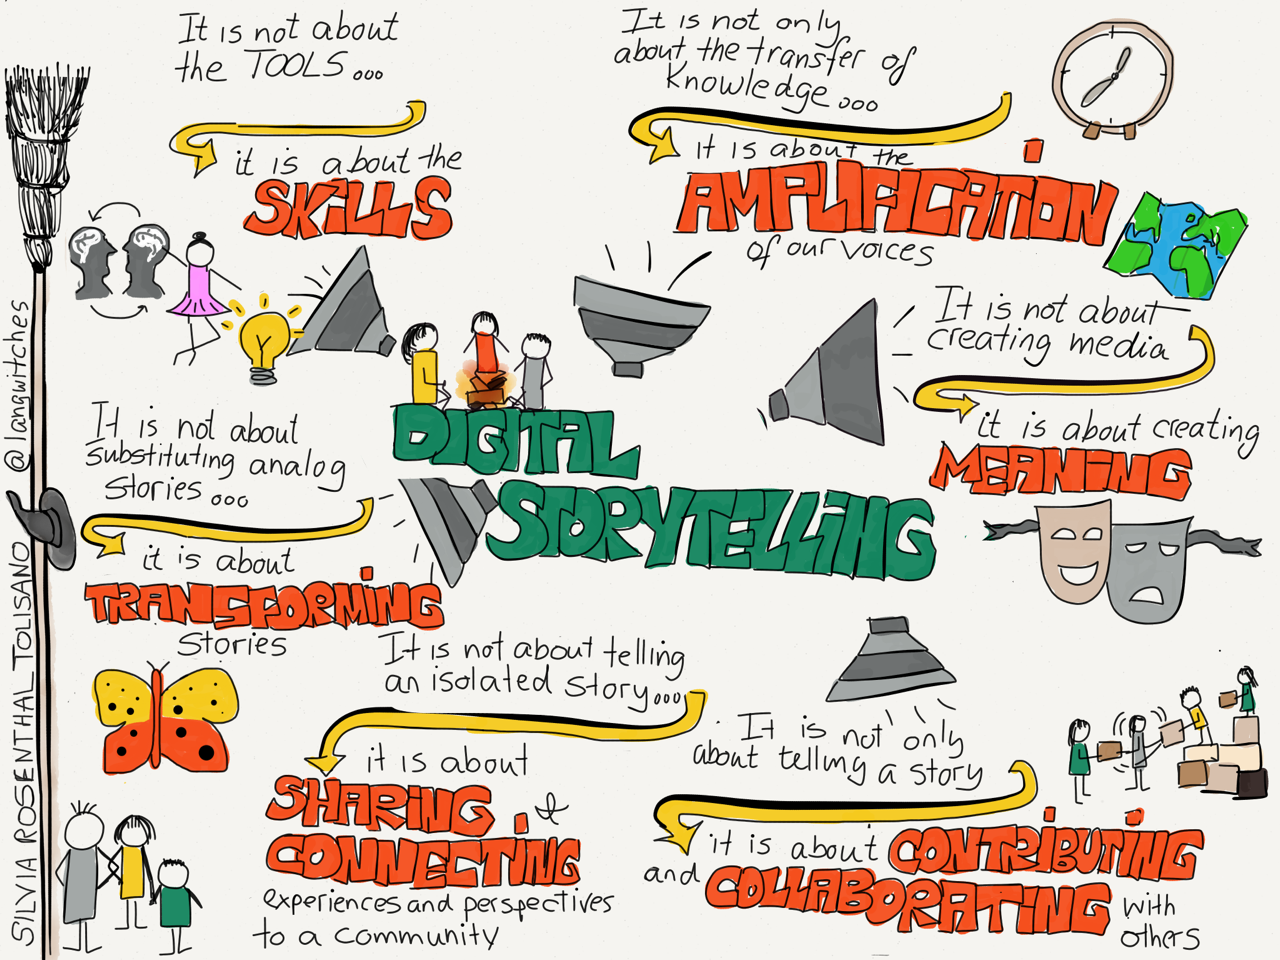 It is not about
the TOOLS...
it is about the
SKiLLS
It is not only
about the transfer of
Knowledge...
it is about the
AMPLiFiCATiON
of our voices
It is not about
creating media
it is about creating
MEANiNG
DiGiTAL
STORYTELLiNG
It is not about
substituting analog
Stories...
it is about
TRANSFORMiNG
Stories
It is not about telling
an isolated Story...
it is about
SHARiNG &
CONNECTiNG
experiences and perspectives
to a community
It is not only
about telling a story
it is about CONTRiBUTiNG
and COLLABORATiNG with
others
SILVIA ROSENTHAL TOLISANO @langwitches